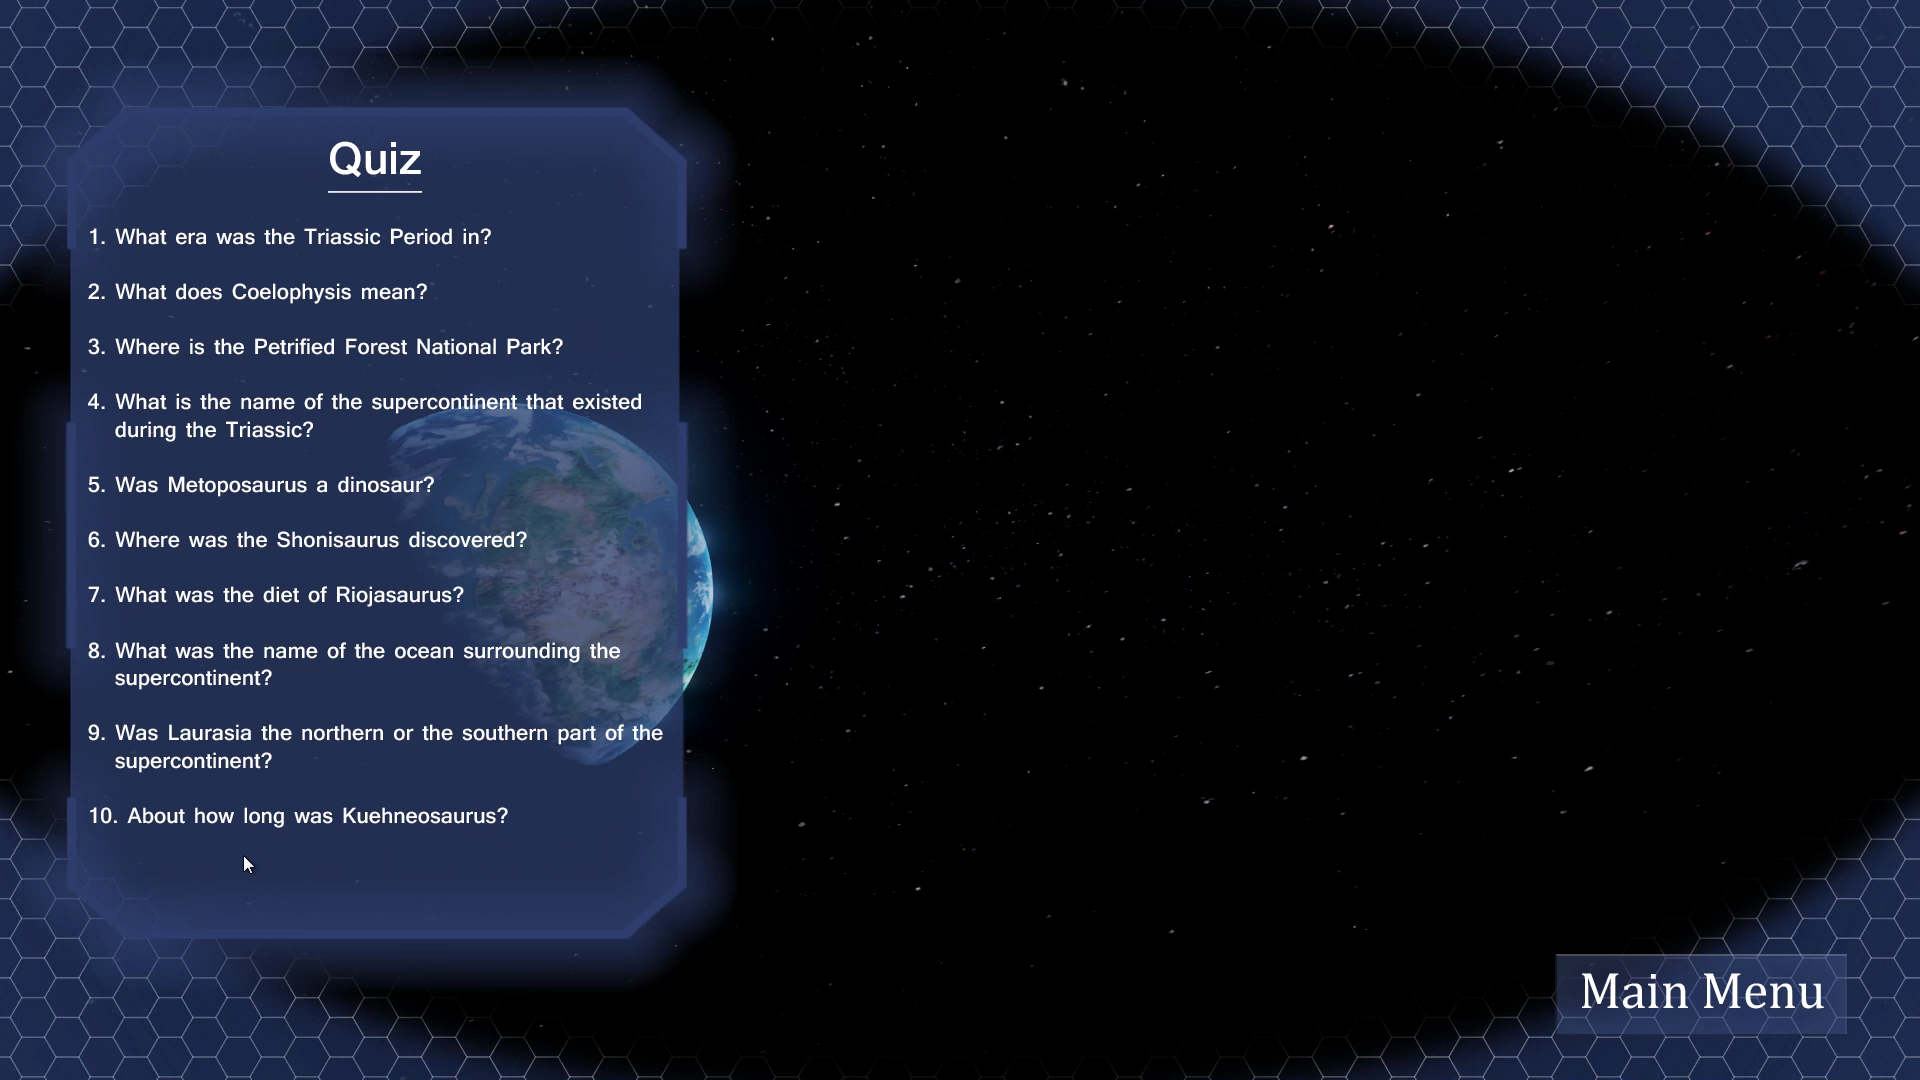 Quiz
1. What era was the Triassic Period in?
2. What does Coelophysis mean?
3. Where is the Petrified Forest National Park?
4. What is the name of the supercontinent that existed
during the Triassic?
5. Was Metoposaurus a dinosaur?
6. Where was the Shonisaurus discovered?
7. What was the diet of Riojasaurus?
8. What was the name of the ocean surrounding the
supercontinent?
9. Was Laurasia the northern or the southern part of the
supercontinent?
10. About how long was Kuehneosaurus?
Main Menu